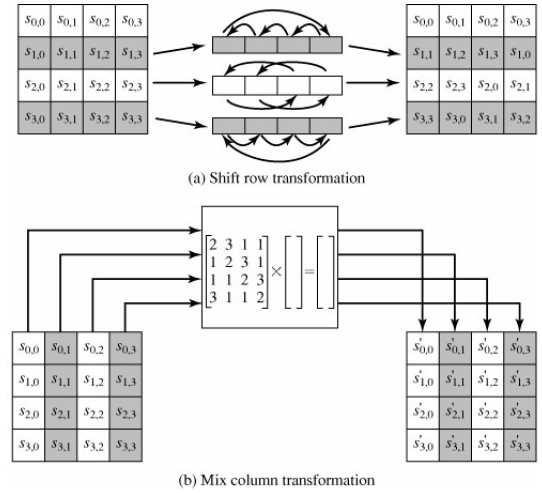 s0,0 s0,1 s0,2 s0,3 s0,0 s0,1 s0,2 s0,3
s1,0 s1,1 s1,2 s1,3 s1,1 s1,2 s1,3 s1,0
s2,0 s2,1 s2,2 s2,3 s2,2 s2,3 s2,0 s2,1
s3,0 s3,1 s3,2 s3,3 s3,3 s3,0 s3,1 s3,2
(a) Shift row transformation
2 3 1 1
1 2 3 1
1 1 2 3
3 1 1 2
× =
s0,0 s0,1 s0,2 s0,3 s'0,0 s'0,1 s'0,2 s'0,3
s1,0 s1,1 s1,2 s1,3 s'1,0 s'1,1 s'1,2 s'1,3
s2,0 s2,1 s2,2 s2,3 s'2,0 s'2,1 s'2,2 s'2,3
s3,0 s3,1 s3,2 s3,3 s'3,0 s'3,1 s'3,2 s'3,3
(b) Mix column transformation